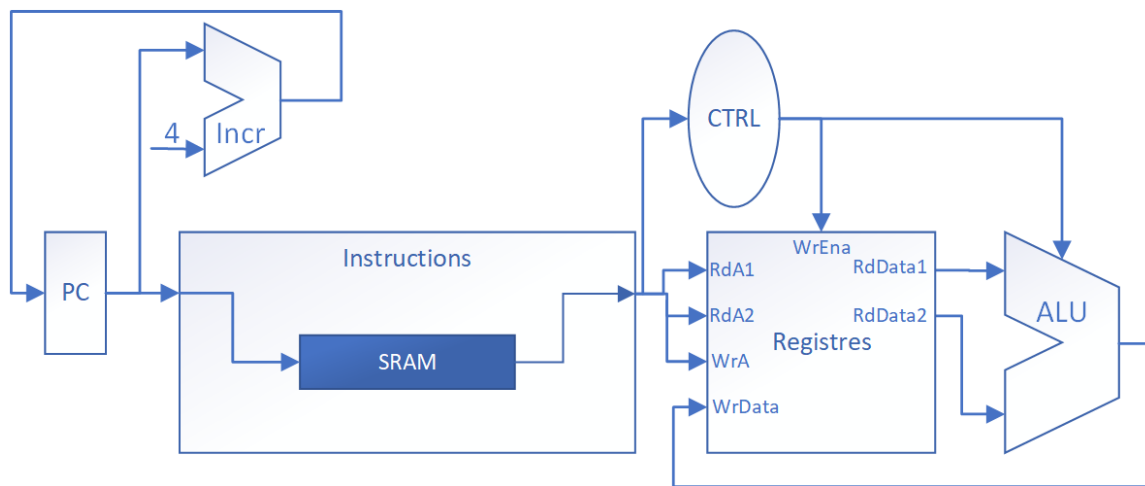 4
Incr
CTRL
PC
Instructions
SRAM
WrEna
RdA1
RdData1
RdA2
RdData2
Registres
WrA
WrData
ALU